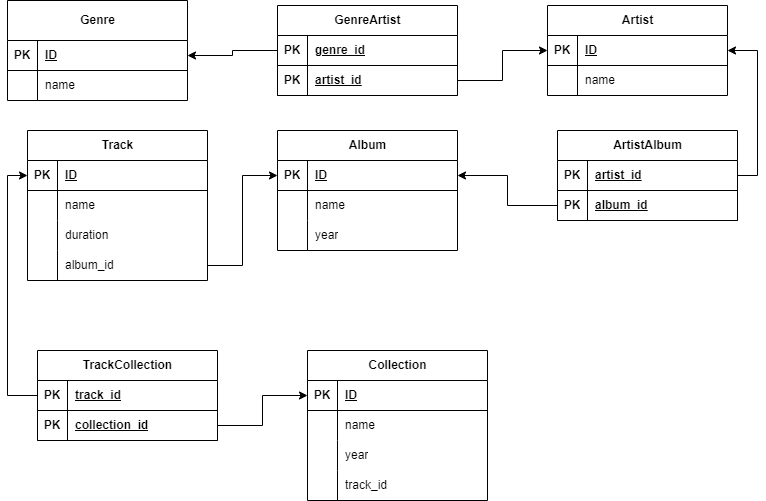 Genre
PK ID
name
GenreArtist
PK genre_id
PK artist_id
Artist
PK ID
name
Track
PK ID
name
duration
album_id
Album
PK ID
name
year
ArtistAlbum
PK artist_id
PK album_id
TrackCollection
PK track_id
PK collection_id
Collection
PK ID
name
year
track_id